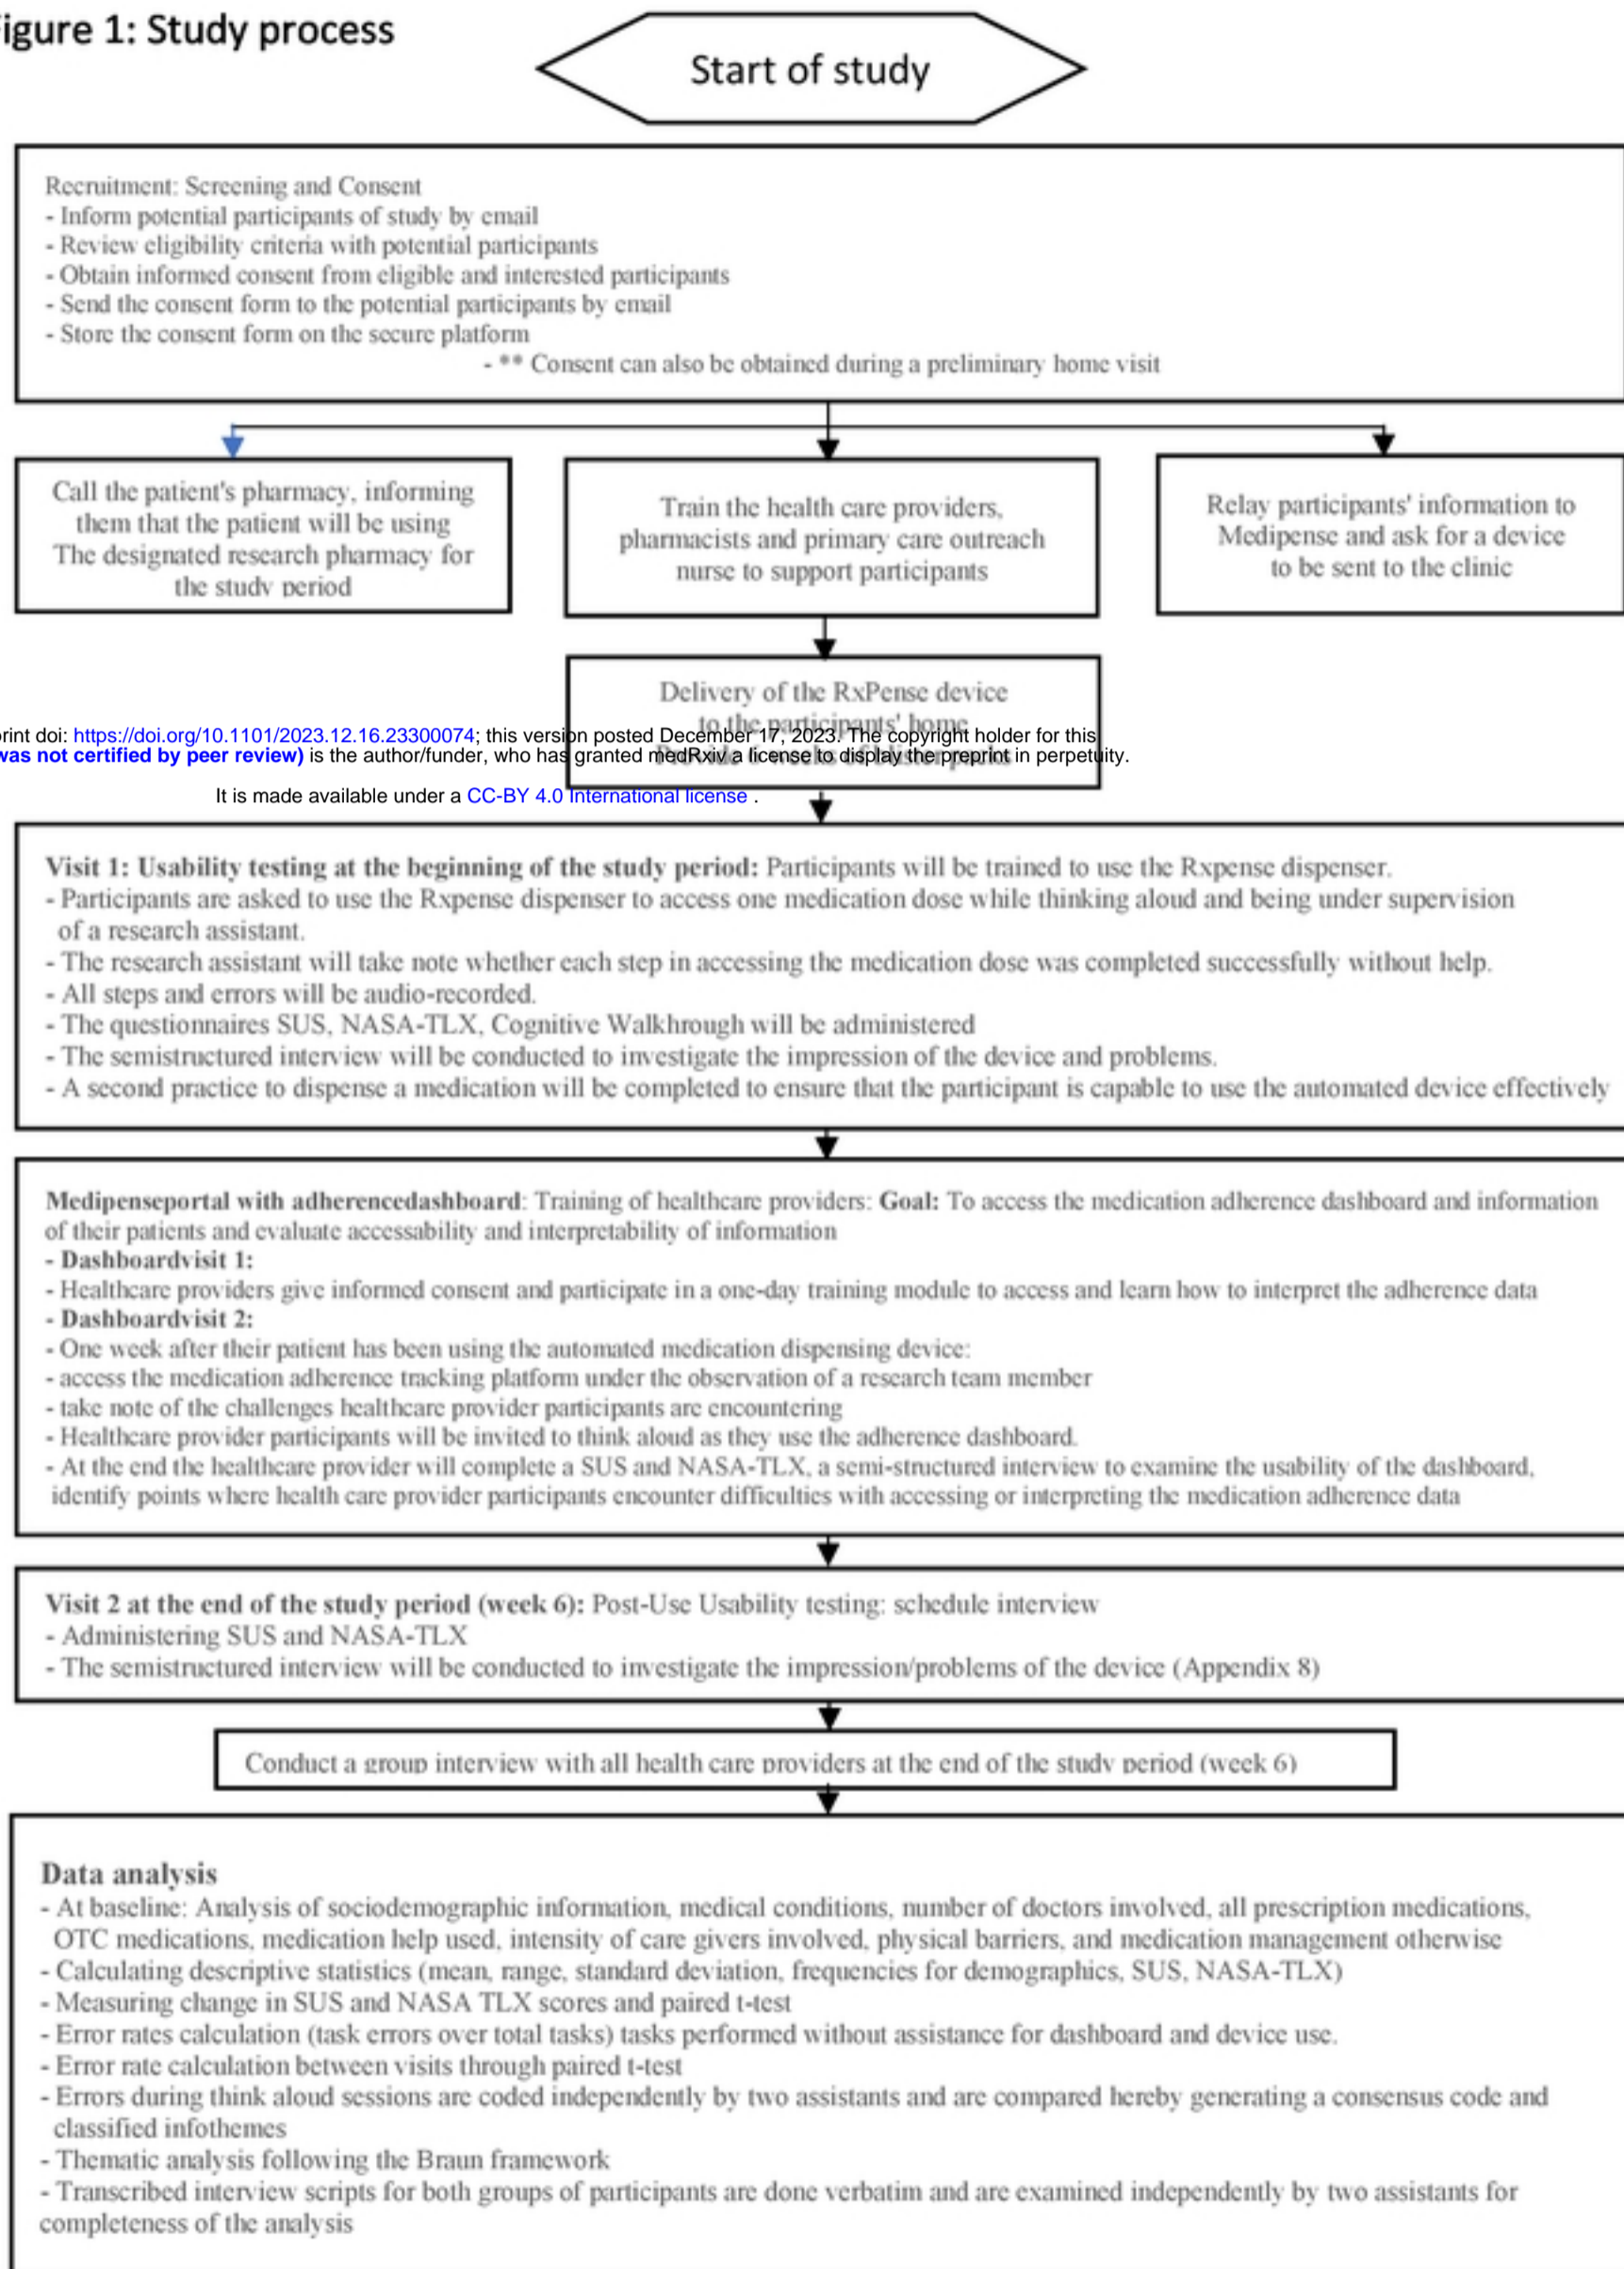 igure 1: Study process
Start of study
Recruitment: Screening and Consent
- Inform potential participants of study by email
- Review eligibility criteria with potential participants
- Obtain informed consent from eligible and interested participants
- Send the consent form to the potential participants by email
- Store the consent form on the secure platform
- ** Consent can also be obtained during a preliminary home visit
Call the patient's pharmacy, informing
them that the patient will be using
The designated research pharmacy for
the study period
Train the health care providers,
pharmacists and primary care outreach
nurse to support participants
Relay participants' information to
Medipense and ask for a device
to be sent to the clinic
Delivery of the RxPense device
to the participants' home
Provide 6 weeks of blister packs
rint doi: https://doi.org/10.1101/2023.12.16.23300074; this version posted December 17, 2023. The copyright holder for this
was not certified by peer review) is the author/funder, who has granted medRxiv a license to display the preprint in perpetuity.
It is made available under a CC-BY 4.0 International license .
Visit 1: Usability testing at the beginning of the study period: Participants will be trained to use the Rxpense dispenser.
- Participants are asked to use the Rxpense dispenser to access one medication dose while thinking aloud and being under supervision
of a research assistant.
- The research assistant will take note whether each step in accessing the medication dose was completed successfully without help.
- All steps and errors will be audio-recorded.
- The questionnaires SUS, NASA-TLX, Cognitive Walkhrough will be administered
- The semistructured interview will be conducted to investigate the impression of the device and problems.
- A second practice to dispense a medication will be completed to ensure that the participant is capable to use the automated device effectively
Medipenseportal with adherencedashboard: Training of healthcare providers: Goal: To access the medication adherence dashboard and information
of their patients and evaluate accessability and interpretability of information
- Dashboardvisit 1:
- Healthcare providers give informed consent and participate in a one-day training module to access and learn how to interpret the adherence data
- Dashboardvisit 2:
- One week after their patient has been using the automated medication dispensing device:
- access the medication adherence tracking platform under the observation of a research team member
- take note of the challenges healthcare provider participants are encountering
- Healthcare provider participants will be invited to think aloud as they use the adherence dashboard.
- At the end the healthcare provider will complete a SUS and NASA-TLX, a semi-structured interview to examine the usability of the dashboard,
identify points where health care provider participants encounter difficulties with accessing or interpreting the medication adherence data
Visit 2 at the end of the study period (week 6): Post-Use Usability testing: schedule interview
- Administering SUS and NASA-TLX
- The semistructured interview will be conducted to investigate the impression/problems of the device (Appendix 8)
Conduct a group interview with all health care providers at the end of the study period (week 6)
Data analysis
- At baseline: Analysis of sociodemographic information, medical conditions, number of doctors involved, all prescription medications,
OTC medications, medication help used, intensity of care givers involved, physical barriers, and medication management otherwise
- Calculating descriptive statistics (mean, range, standard deviation, frequencies for demographics, SUS, NASA-TLX)
- Measuring change in SUS and NASA TLX scores and paired t-test
- Error rates calculation (task errors over total tasks) tasks performed without assistance for dashboard and device use.
- Error rate calculation between visits through paired t-test
- Errors during think aloud sessions are coded independently by two assistants and are compared hereby generating a consensus code and
classified infothemes
- Thematic analysis following the Braun framework
- Transcribed interview scripts for both groups of participants are done verbatim and are examined independently by two assistants for
completeness of the analysis